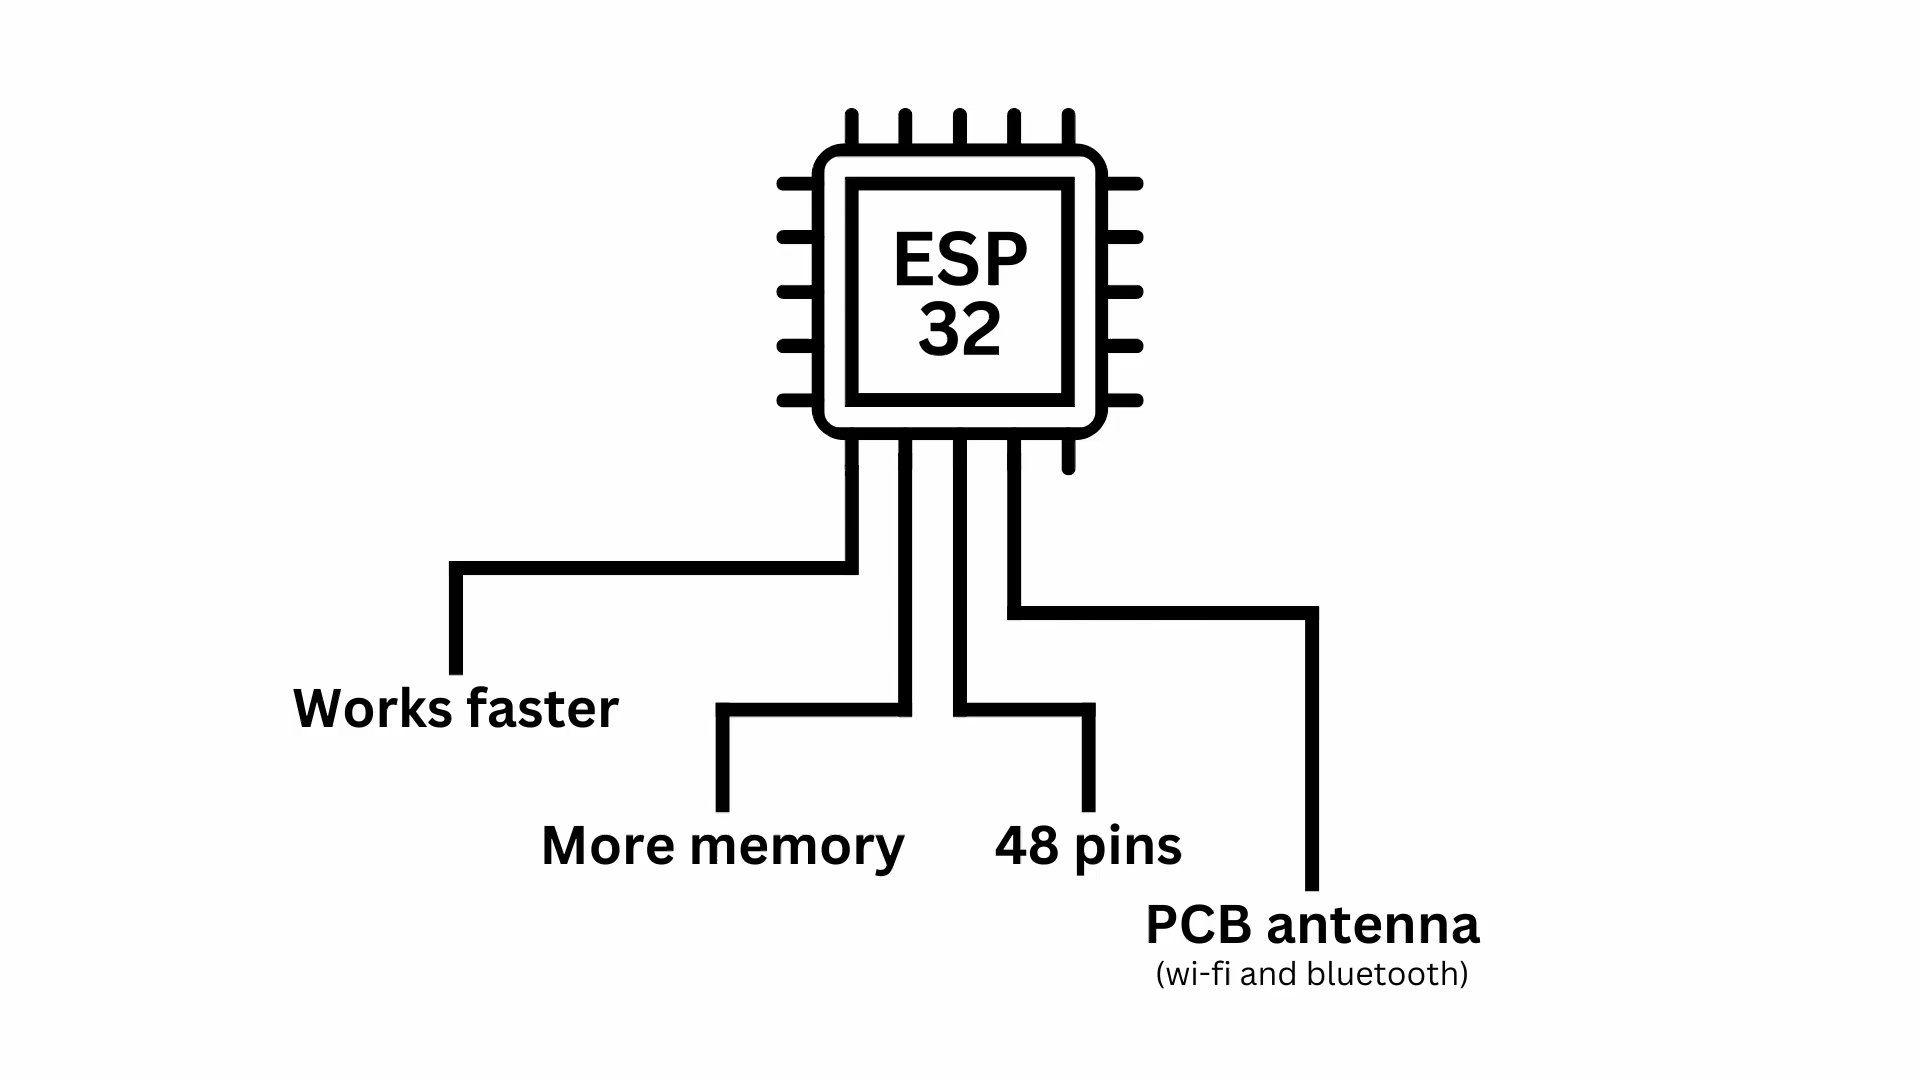 ESP
32
Works faster
More memory
48 pins
PCB antenna
(wi-fi and bluetooth)